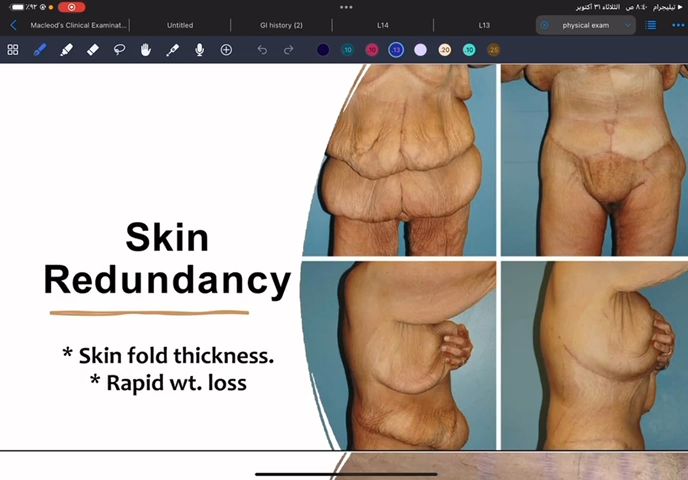 ٪٩٢
تيليجرام ◀ ٨:٤٠ ص الثلاثاء ٣١ أكتوبر
Macleod's Clinical Examinat...
Untitled
GI history (2)
L14
L13
physical exam
.10
.10
.13
.20
.10
.25
Skin
Redundancy
* Skin fold thickness.
* Rapid wt. loss